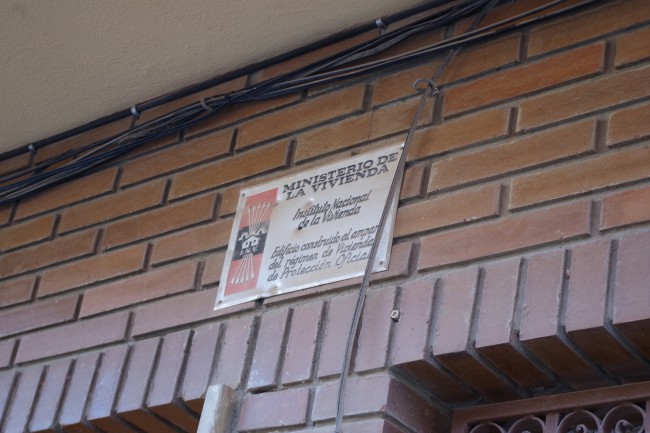 MINISTERIO DE
LA VIVIENDA
Instituto Nacional
de la Vivienda
Edificio construido al amparo
del régimen de Viviendas
de Protección Oficial